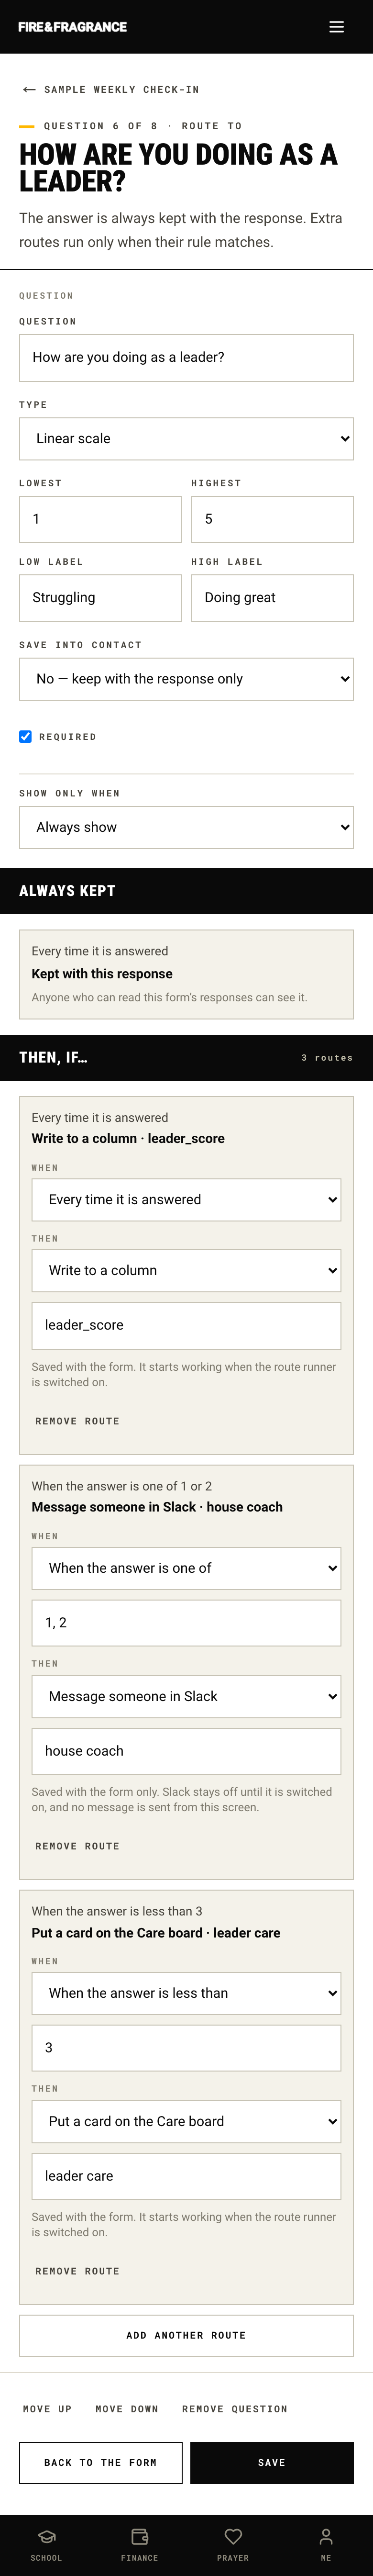 FIRE&FRAGRANCE
← SAMPLE WEEKLY CHECK-IN
QUESTION 6 OF 8 · ROUTE TO
HOW ARE YOU DOING AS A
LEADER?
The answer is always kept with the response. Extra
routes run only when their rule matches.
QUESTION
QUESTION
How are you doing as a leader?
TYPE
Linear scale
LOWEST HIGHEST
1 5
LOW LABEL HIGH LABEL
Struggling Doing great
SAVE INTO CONTACT
No — keep with the response only
REQUIRED
SHOW ONLY WHEN
Always show
ALWAYS KEPT
Every time it is answered
Kept with this response
Anyone who can read this form's responses can see it.
THEN, IF… 3 routes
Every time it is answered
Write to a column · leader_score
WHEN
Every time it is answered
THEN
Write to a column
leader_score
Saved with the form. It starts working when the route runner
is switched on.
REMOVE ROUTE
When the answer is one of 1 or 2
Message someone in Slack · house coach
WHEN
When the answer is one of
1, 2
THEN
Message someone in Slack
house coach
Saved with the form only. Slack stays off until it is switched
on, and no message is sent from this screen.
REMOVE ROUTE
When the answer is less than 3
Put a card on the Care board · leader care
WHEN
When the answer is less than
3
THEN
Put a card on the Care board
leader care
Saved with the form. It starts working when the route runner
is switched on.
REMOVE ROUTE
ADD ANOTHER ROUTE
MOVE UP MOVE DOWN REMOVE QUESTION
BACK TO THE FORM SAVE
SCHOOL FINANCE PRAYER ME